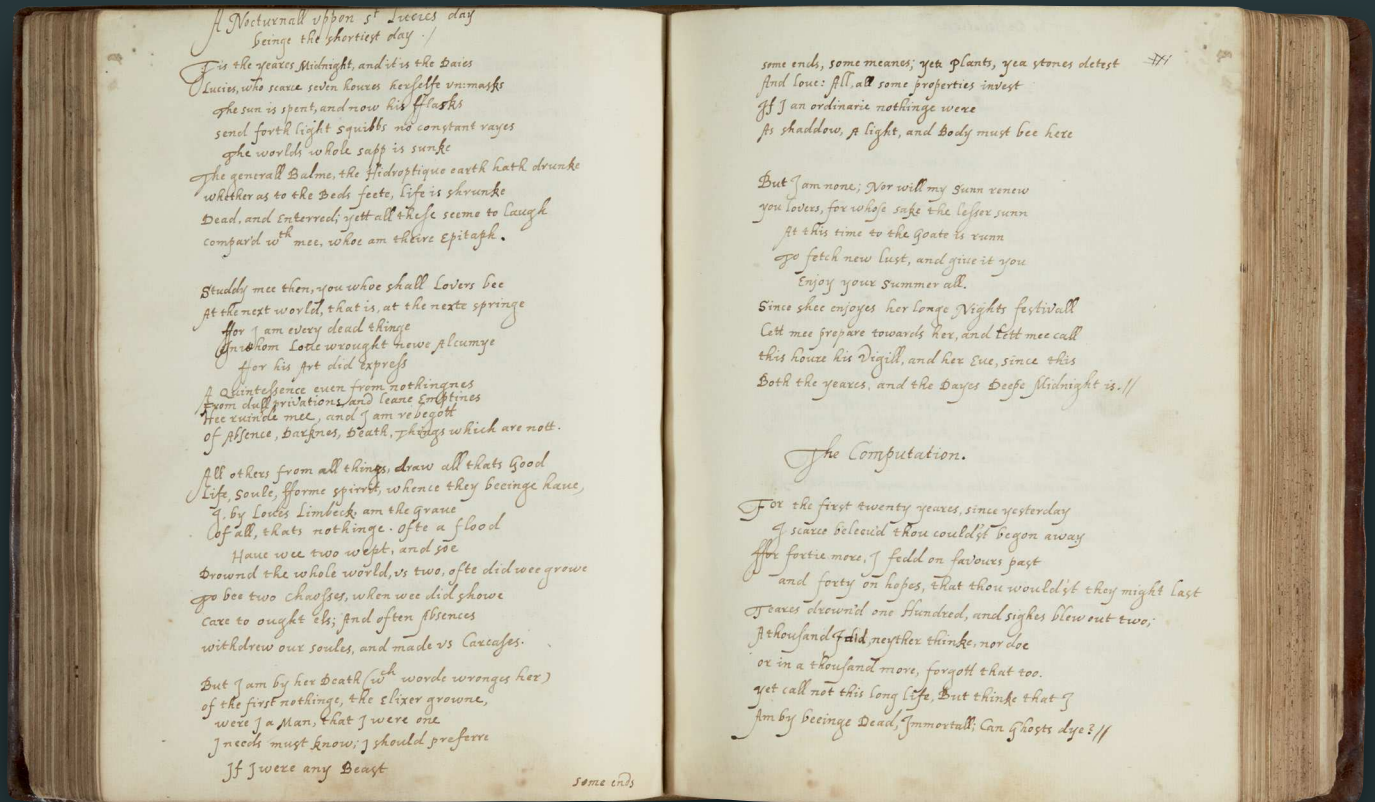 A Nocturnall vppon st Lucies day
beinge the shortiest day ./
Tis the yeares Midnight, and it is the Daies
Lucies, who scarce seven houres herselfe vn:masks
The sun is spent, and now his fflasks
send forth light squibbs no constant rayes
The worlds whole sapp is sunke
The generall Balme, the Hidroptique earth hath drunke
whether as to the Beds feete, life is shrunke
Dead, and Enterred; yett all these seeme to laugh
compar'd wth mee, whoe am theire Epitaph.
Studdy mee then, you whoe shall Lovers bee
At the next world, that is, at the nexte springe
ffor I am every dead thinge
In whom Loue wrought newe Alcumye
ffor his Art did express
A Quintessence even from nothingnes
From dull privations, and leane Emptines
Hee ruinde mee, and I am rebegott
of Absence, Darknes, Death, Things which are nott.
All others from all things, draw all thats Good
Life, Soule, fforme spirrit, whence they beeinge haue,
I, by Loues Limbeck, am the Graue
Of all, thats nothinge. Ofte a flood
Haue wee two wept, and soe
Drownd the whole world, vs two, ofte did wee growe
To bee two Chaosses, when wee did showe
Care to ought els; And often Absences
withdrew our soules, and made vs Carcases.
But I am by her Death (wch worde wronges her)
of the first nothinge, the Elixer growne,
were I a Man, that I were one
I needs must know; I should preferre
If I were any Beast
some ends
some ends, some meanes; yea Plants, yea stones detest
And loue: All, all some properties invest
If I an ordinarie nothinge were
As shaddow, A light, and Body must bee here
But I am none; Nor will my Sunn renew
you lovers, for whose sake the lesser sunn
At this time to the Goate is runn
To fetch new lust, and giue it you
Enjoy your Summer all.
Since shee enjoyes her longe Nights festivall
Lett mee prepare towards her, and lett mee call
this houre his Vigill, and her Eue, since this
Both the yeares, and the Dayes Deepe Midnight is.//
The Computation.
For the first twenty yeares, since yesterday
I scarce beleeu'd thou could'st begon away
ffor fortie more, I fedd on favours past
and forty on hopes, that thou would'st they might last
Teares drown'd one Hundred, and sighes blew out two;
A thousand I did, neyther thinke, nor doe
or in a thousand more, forgott that too.
yet call not this long life, But thinke that I
Am by beeinge Dead, Immortall; Can Ghosts dye?//